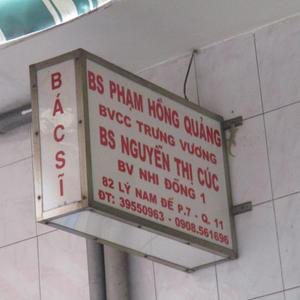 BÁC SĨ
BS PHẠM HỒNG QUẢNG
BVCC TRƯNG VƯƠNG
BS NGUYỄN THỊ CÚC
BV NHI ĐỒNG 1
82 LÝ NAM ĐẾ P.7 - Q. 11
ĐT: 39550963 - 0908.561696